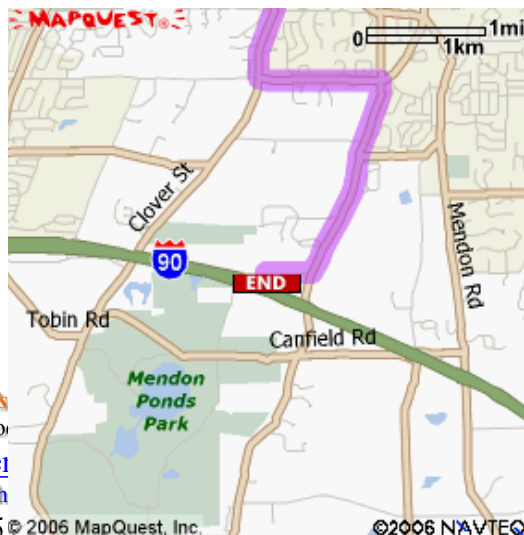 MAPQUEST®
0 1mi
1km
Clover St
Mendon Rd
90
END
Tobin Rd
Canfield Rd
Mendon
Ponds
Park
© 2006 MapQuest, Inc. ©2006 NAVTEQ